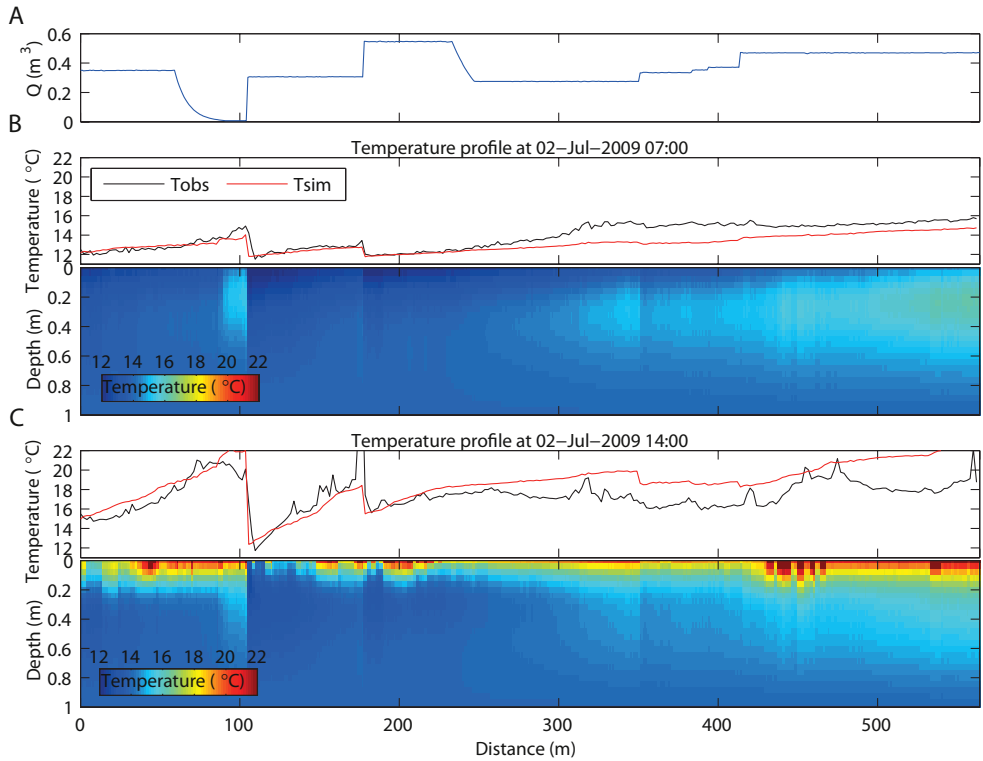 A
Q (m 3)
0.6
0.4
0.2
0
B
Temperature profile at 02−Jul−2009 07:00
Temperature ( °C)
22
20
18
16
14
12
Tobs
Tsim
Depth (m)
0
0.2
0.4
0.6
0.8
1
12 14 16 18 20 22
Temperature ( °C)
C
Temperature profile at 02−Jul−2009 14:00
Temperature ( °C)
22
20
18
16
14
12
Depth (m)
0
0.2
0.4
0.6
0.8
1
12 14 16 18 20 22
Temperature ( °C)
0 100 200 300 400 500
Distance (m)